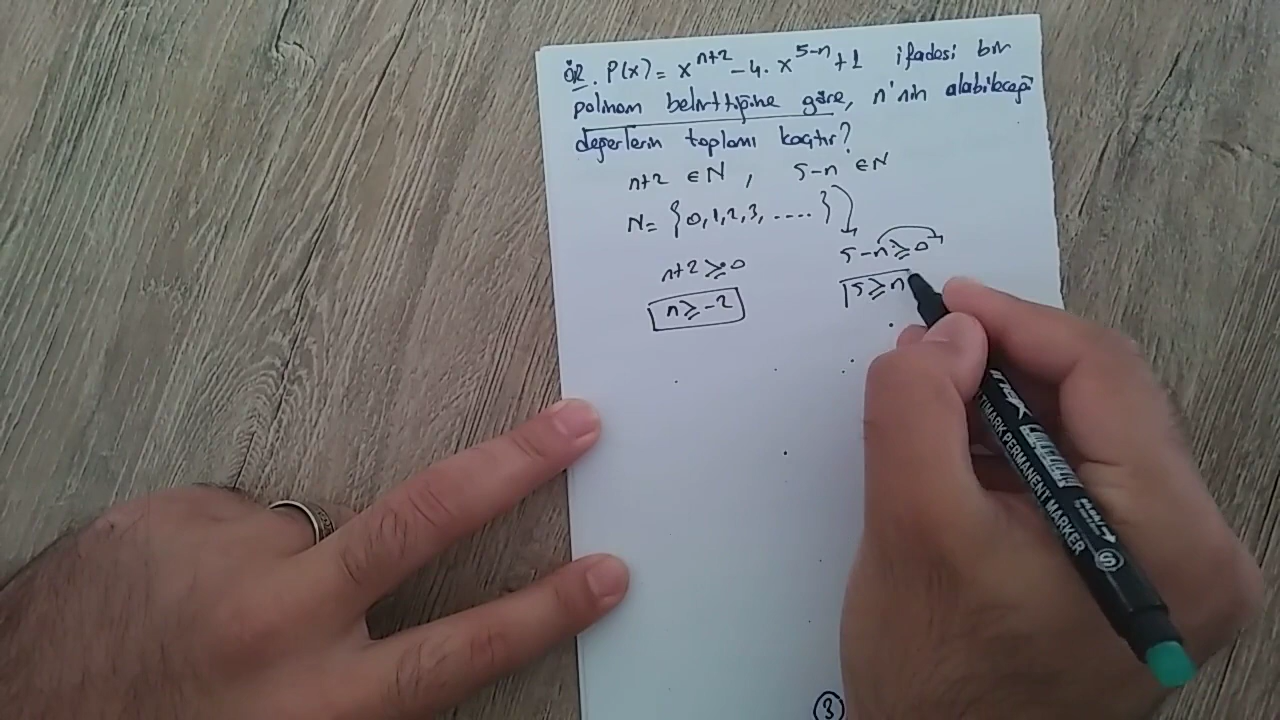 ÖR. P(x) = x^(n+2) - 4. x^(5-n) + 1 ifadesi bir
polinom belirttiğine göre, n'nin alabileceği
değerlerin toplamı kaçtır?
n+2 ∈ N , 5-n ∈ N
N = {0, 1, 2, 3, .....}
n+2 ≥ 0
5-n ≥ 0
n ≥ -2
5 ≥ n
TIMARK PERMANENT MARKER
3